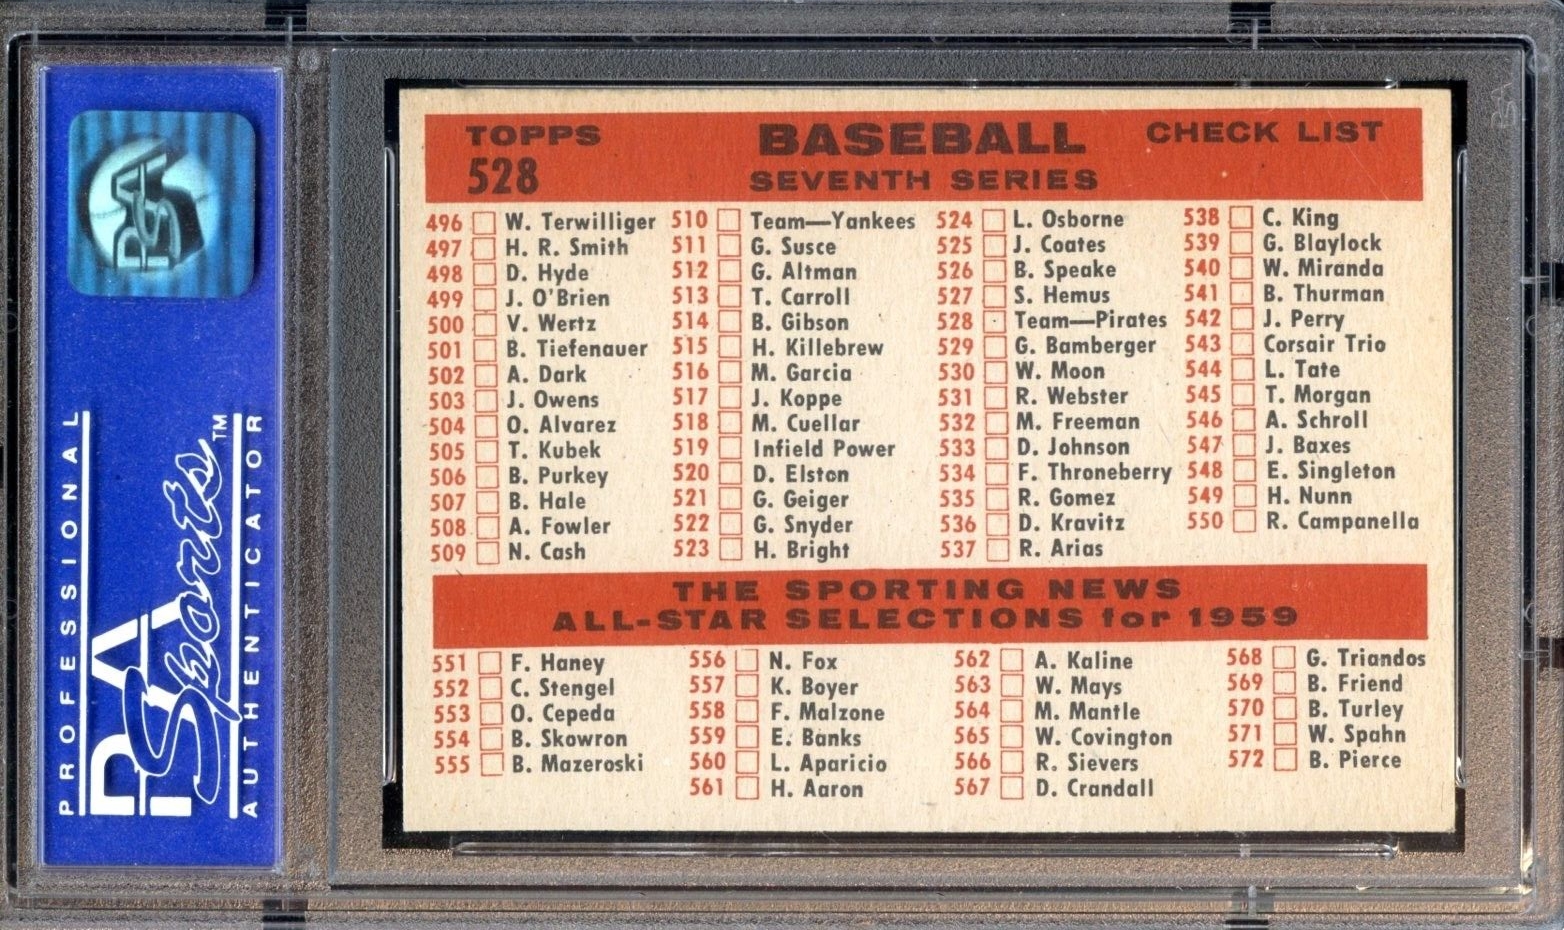 TOPPS BASEBALL CHECK LIST
528 SEVENTH SERIES
496 W. Terwilliger
497 H. R. Smith
498 D. Hyde
499 J. O'Brien
500 V. Wertz
501 B. Tiefenauer
502 A. Dark
503 J. Owens
504 O. Alvarez
505 T. Kubek
506 B. Purkey
507 B. Hale
508 A. Fowler
509 N. Cash
510 Team—Yankees
511 G. Susce
512 G. Altman
513 T. Carroll
514 B. Gibson
515 H. Killebrew
516 M. Garcia
517 J. Koppe
518 M. Cuellar
519 Infield Power
520 D. Elston
521 G. Geiger
522 G. Snyder
523 H. Bright
524 L. Osborne
525 J. Coates
526 B. Speake
527 S. Hemus
528 Team—Pirates
529 G. Bamberger
530 W. Moon
531 R. Webster
532 M. Freeman
533 D. Johnson
534 F. Throneberry
535 R. Gomez
536 D. Kravitz
537 R. Arias
538 C. King
539 G. Blaylock
540 W. Miranda
541 B. Thurman
542 J. Perry
543 Corsair Trio
544 L. Tate
545 T. Morgan
546 A. Schroll
547 J. Baxes
548 E. Singleton
549 H. Nunn
550 R. Campanella
THE SPORTING NEWS
ALL-STAR SELECTIONS for 1959
551 F. Haney
552 C. Stengel
553 O. Cepeda
554 B. Skowron
555 B. Mazeroski
556 N. Fox
557 K. Boyer
558 F. Malzone
559 E. Banks
560 L. Aparicio
561 H. Aaron
562 A. Kaline
563 W. Mays
564 M. Mantle
565 W. Covington
566 R. Sievers
567 D. Crandall
568 G. Triandos
569 B. Friend
570 B. Turley
571 W. Spahn
572 B. Pierce
PSA
PROFESSIONAL
PSA Sports™
AUTHENTICATOR